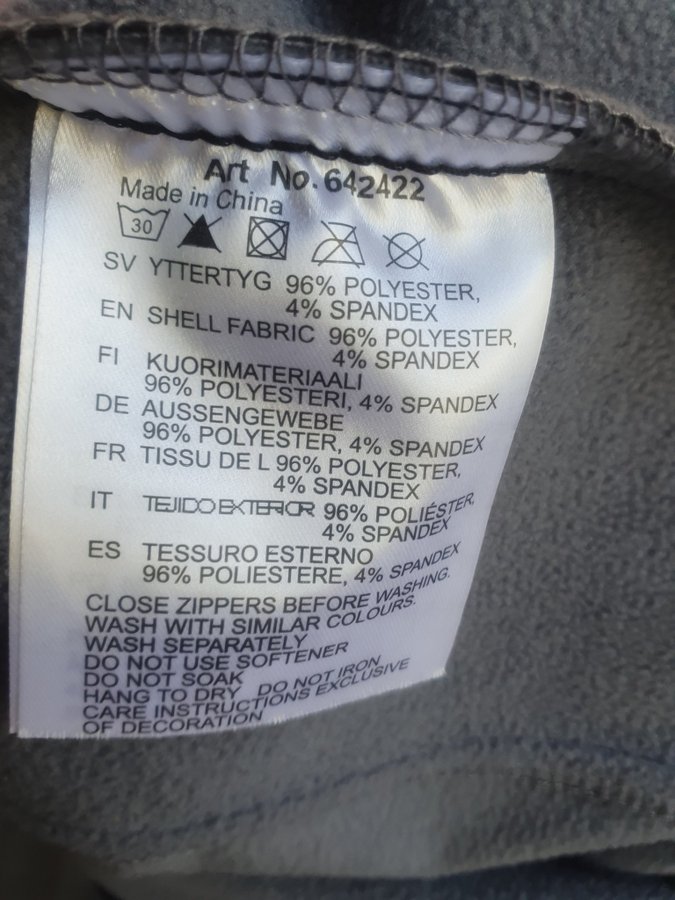 Art No. 642422
Made in China
30
SV YTTERTYG 96% POLYESTER,
4% SPANDEX
EN SHELL FABRIC 96% POLYESTER,
4% SPANDEX
FI KUORIMATERIAALI
96% POLYESTERI, 4% SPANDEX
DE AUSSENGEWEBE
96% POLYESTER, 4% SPANDEX
FR TISSU DE L 96% POLYESTER,
4% SPANDEX
IT TEJIDO EXTERIOR 96% POLIÉSTER,
4% SPANDEX
ES TESSURO ESTERNO
96% POLIESTERE, 4% SPANDEX
CLOSE ZIPPERS BEFORE WASHING.
WASH WITH SIMILAR COLOURS.
WASH SEPARATELY
DO NOT USE SOFTENER
DO NOT SOAK
HANG TO DRY DO NOT IRON
CARE INSTRUCTIONS EXCLUSIVE
OF DECORATION